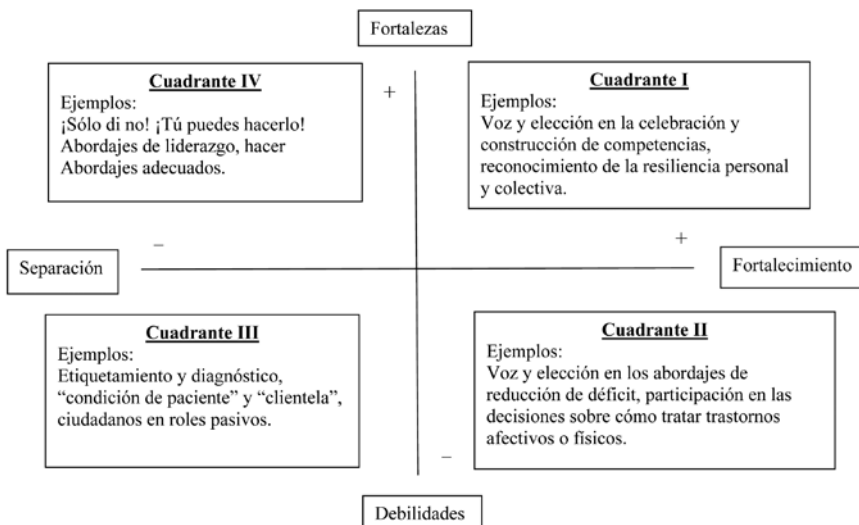 Fortalezas
Cuadrante IV
Ejemplos:
¡Sólo di no! ¡Tú puedes hacerlo!
Abordajes de liderazgo, hacer
Abordajes adecuados.
+
Cuadrante I
Ejemplos:
Voz y elección en la celebración y
construcción de competencias,
reconocimiento de la resiliencia personal
y colectiva.
–
+
Separación
Fortalecimiento
Cuadrante III
Ejemplos:
Etiquetamiento y diagnóstico,
“condición de paciente” y “clientela”,
ciudadanos en roles pasivos.
Cuadrante II
Ejemplos:
Voz y elección en los abordajes de
reducción de déficit, participación en las
decisiones sobre cómo tratar trastornos
afectivos o físicos.
–
Debilidades